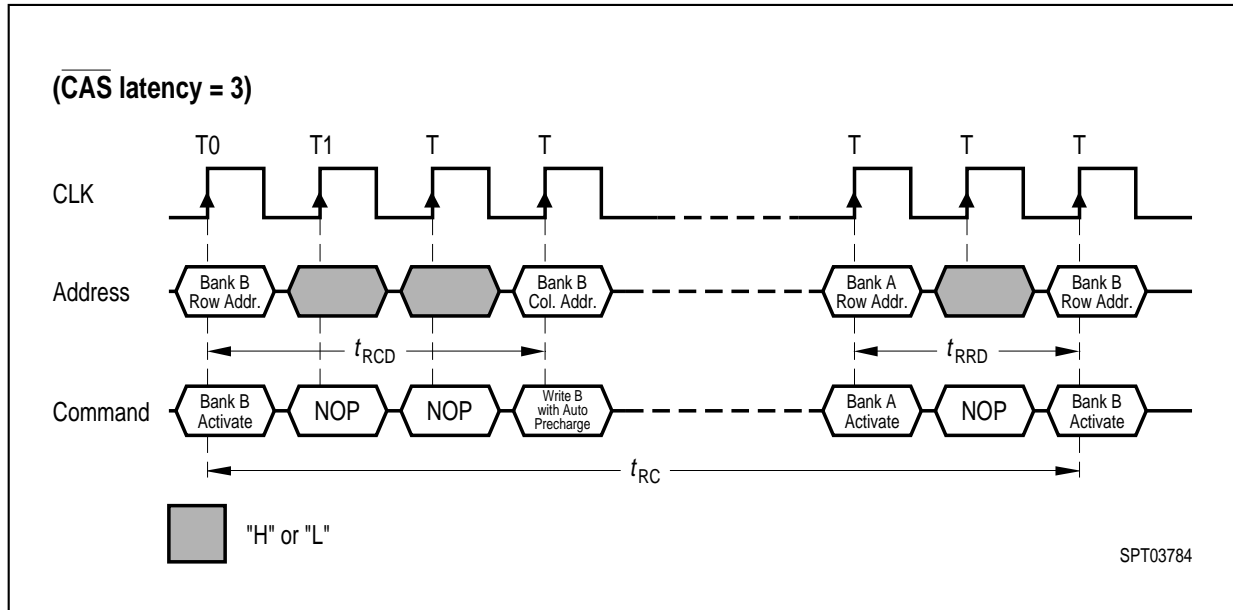 (CAS latency = 3)
T0 T1 T T T T T
CLK
Address
Bank B
Row Addr.
Bank B
Col. Addr.
Bank A
Row Addr.
Bank B
Row Addr.
tRCD
tRRD
Command
Bank B
Activate
NOP
NOP
Write B
with Auto
Precharge
Bank A
Activate
NOP
Bank B
Activate
tRC
"H" or "L"
SPT03784